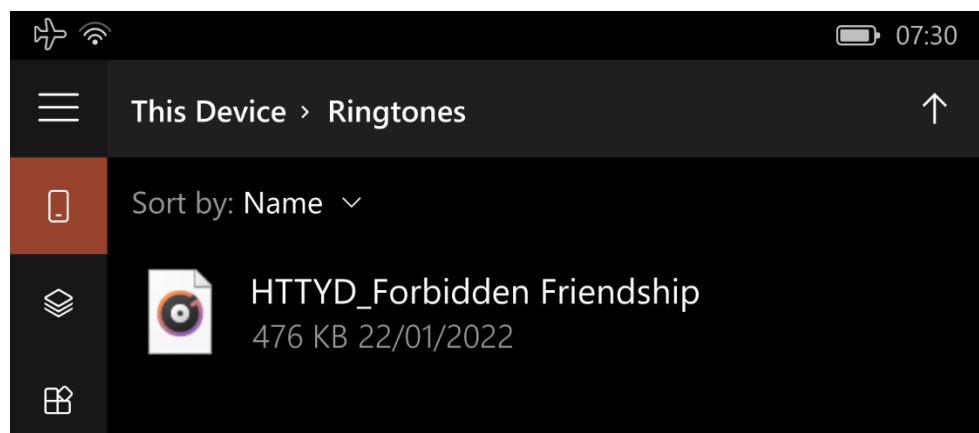 07:30
This Device > Ringtones
Sort by: Name
HTTYD_Forbidden Friendship
476 KB 22/01/2022